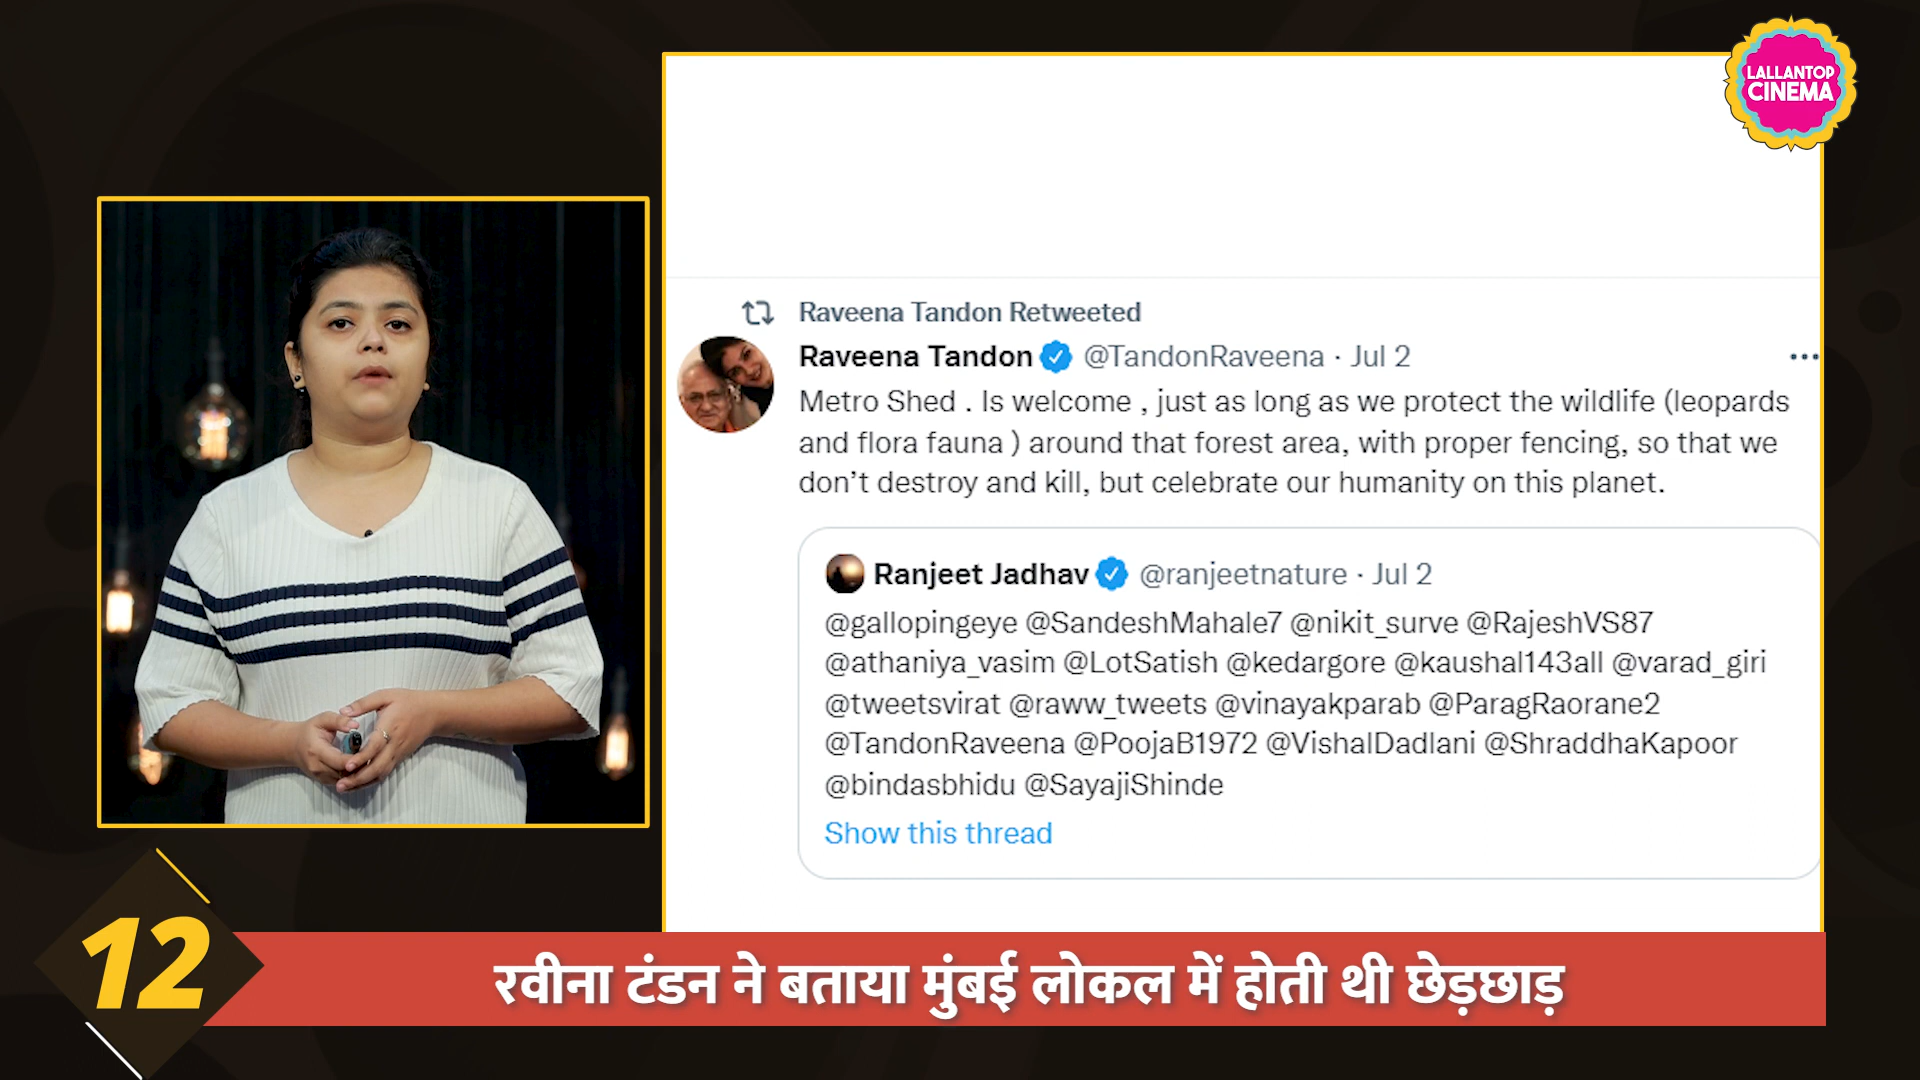 LALLANTOP
CINEMA
Raveena Tandon Retweeted
Raveena Tandon @TandonRaveena · Jul 2
Metro Shed . Is welcome , just as long as we protect the wildlife (leopards
and flora fauna ) around that forest area, with proper fencing, so that we
don’t destroy and kill, but celebrate our humanity on this planet.
Ranjeet Jadhav @ranjeetnature · Jul 2
@gallopingeye @SandeshMahale7 @nikit_surve @RajeshVS87
@athaniya_vasim @LotSatish @kedargore @kaushal143all @varad_giri
@tweetsvirat @raww_tweets @vinayakparab @ParagRaorane2
@TandonRaveena @PoojaB1972 @VishalDadlani @ShraddhaKapoor
@bindasbhidu @SayajiShinde
Show this thread
12
रवीना टंडन ने बताया मुंबई लोकल में होती थी छेड़छाड़